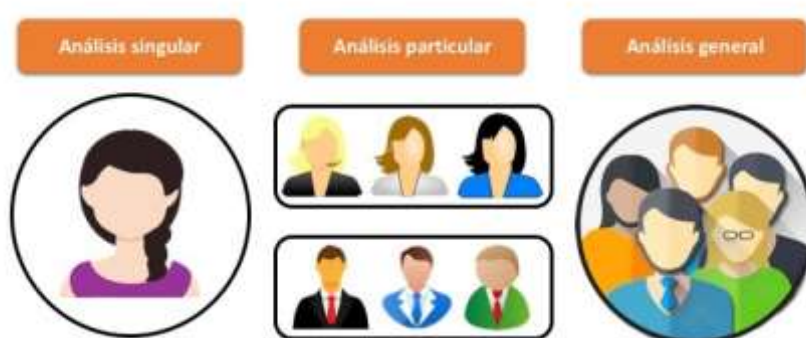 Análisis singular
Análisis particular
Análisis general